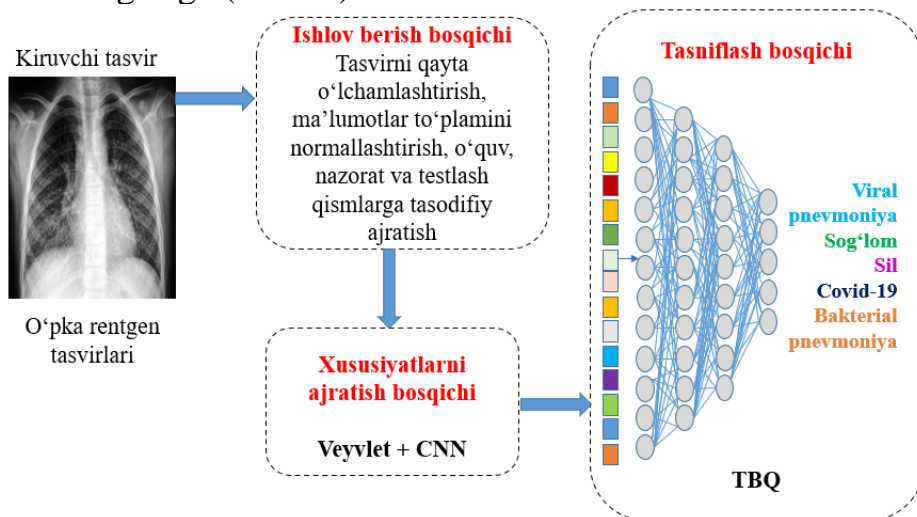 Kiruvchi tasvir
O‘pka rentgen
tasvirlari
Ishlov berish bosqichi
Tasvirni qayta
o‘lchamlashtirish,
ma’lumotlar to‘plamini
normallashtirish, o‘quv,
nazorat va testlash
qismlarga tasodifiy
ajratish
Xususiyatlarni
ajratish bosqichi
Veyvlet + CNN
Tasniflash bosqichi
Viral
pnevmoniya
Sog‘lom
Sil
Covid-19
Bakterial
pnevmoniya
TBQ